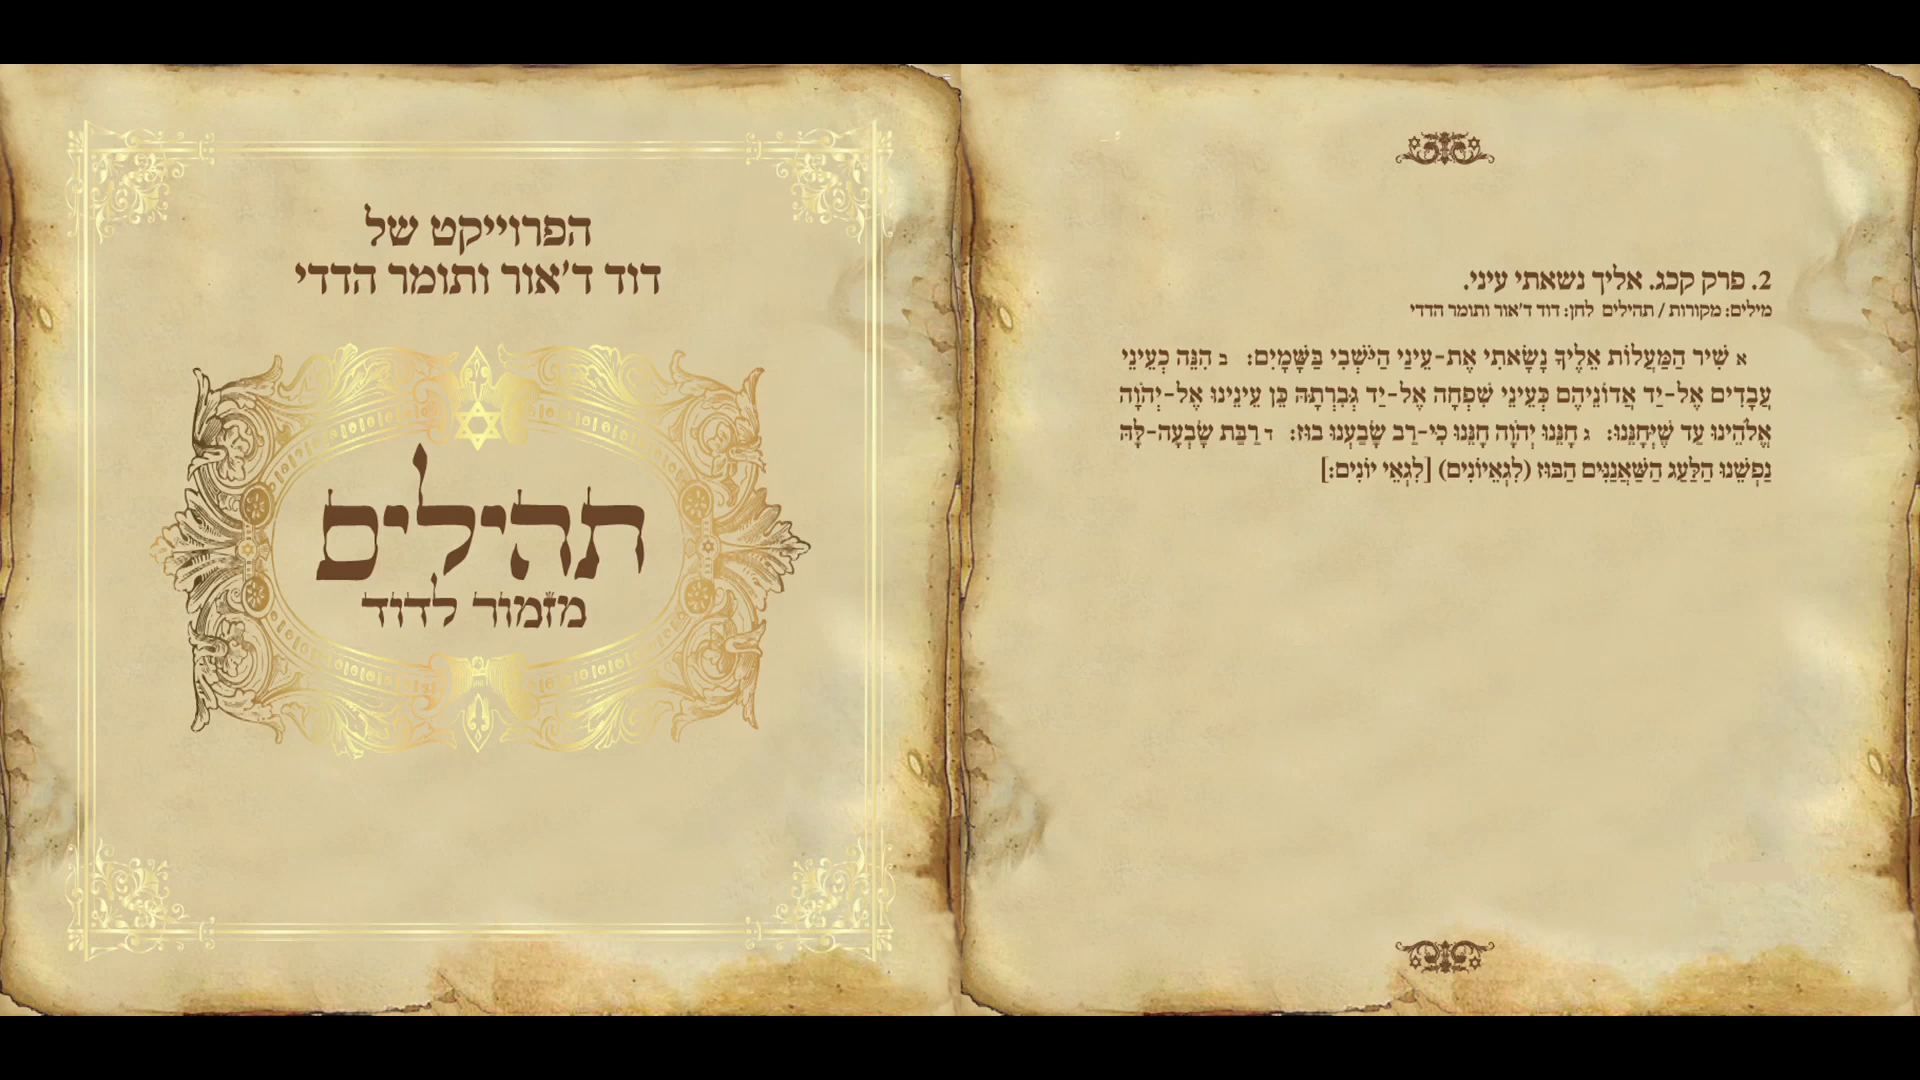 הפרוייקט של
דוד ד'אור ותומר הדדי
תהילים
מזמור לדוד
2. פרק קכג. אליך נשאתי עיני.
מילים: מקורות / תהילים לחן: דוד ד'אור ותומר הדדי
א שִׁיר הַמַּעֲלוֹת אֵלֶיךָ נָשָׂאתִי אֶת-עֵינַי הַיֹּשְׁבִי בַּשָּׁמָיִם: ב הִנֵּה כְעֵינֵי
עֲבָדִים אֶל-יַד אֲדוֹנֵיהֶם כְּעֵינֵי שִׁפְחָה אֶל-יַד גְּבִרְתָּהּ כֵּן עֵינֵינוּ אֶל-יְהֹוָה
אֱלֹהֵינוּ עַד שֶׁיְּחָנֵּנוּ: ג חָנֵּנוּ יְהֹוָה חָנֵּנוּ כִּי-רַב שָׂבַעְנוּ בוּז: ד רַבַּת שָׂבְעָה-לָּהּ
נַפְשֵׁנוּ הַלַּעַג הַשַּׁאֲנַנִּים הַבּוּז (לִגְאֵיוֹנִים) [לִגְאֵי יוֹנִים:]